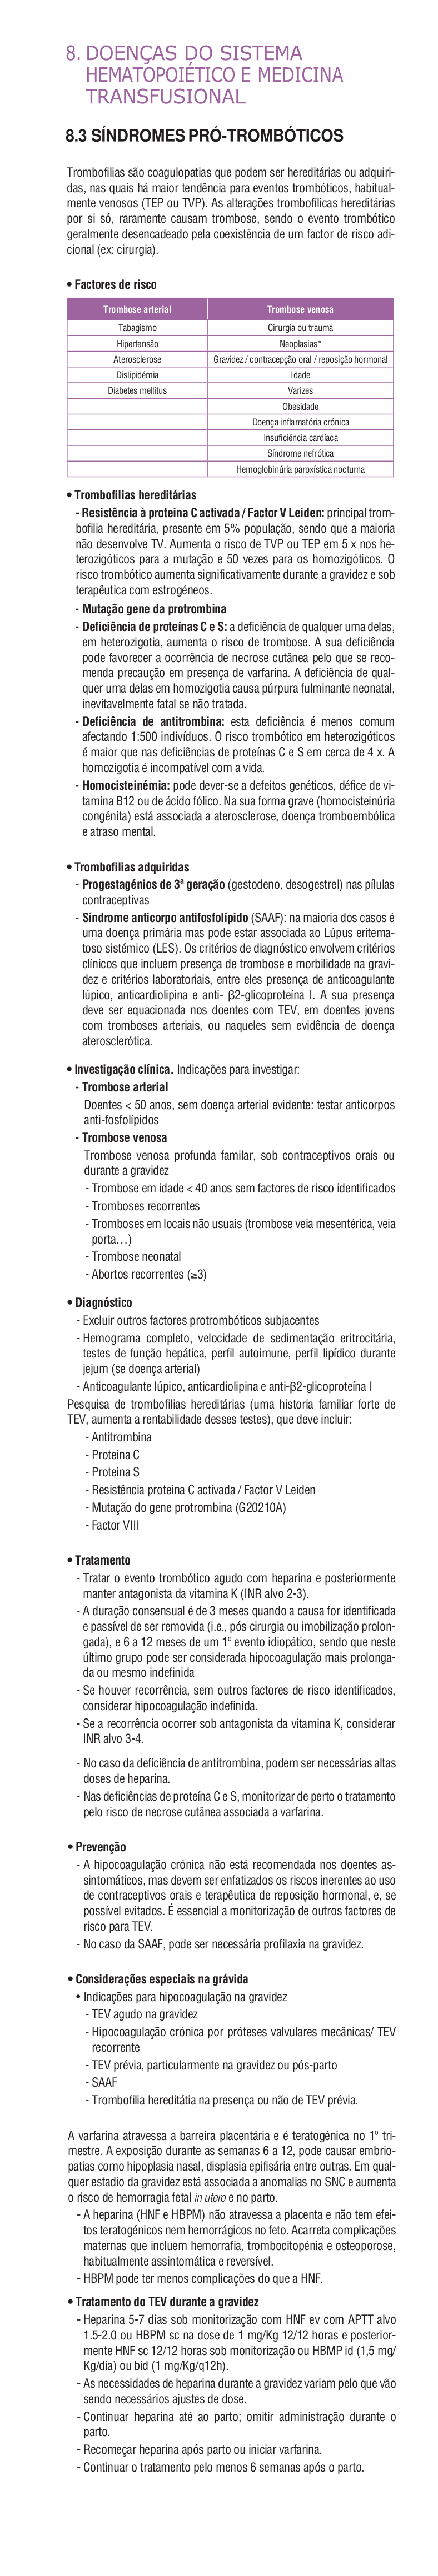 8. DOENÇAS DO SISTEMA
HEMATOPOIÉTICO E MEDICINA
TRANSFUSIONAL
8.3 SÍNDROMES PRÓ-TROMBÓTICOS
Trombofilias são coagulopatias que podem ser hereditárias ou adquiri-
das, nas quais há maior tendência para eventos trombóticos, habitual-
mente venosos (TEP ou TVP). As alterações trombofílicas hereditárias
por si só, raramente causam trombose, sendo o evento trombótico
geralmente desencadeado pela coexistência de um factor de risco adi-
cional (ex: cirurgia).
• Factores de risco
Trombose arterial Trombose venosa
Tabagismo Cirurgia ou trauma
Hipertensão Neoplasias*
Aterosclerose Gravidez / contracepção oral / reposição hormonal
Dislipidémia Idade
Diabetes mellitus Varizes
Obesidade
Doença inflamatória crónica
Insuficiência cardíaca
Síndrome nefrótica
Hemoglobinúria paroxística nocturna
• Trombofilias hereditárias
- Resistência à proteina C activada / Factor V Leiden: principal trom-
bofilia hereditária, presente em 5% população, sendo que a maioria
não desenvolve TV. Aumenta o risco de TVP ou TEP em 5 x nos he-
terozigóticos para a mutação e 50 vezes para os homozigóticos. O
risco trombótico aumenta significativamente durante a gravidez e sob
terapêutica com estrogéneos.
- Mutação gene da protrombina
- Deficiência de proteínas C e S: a deficiência de qualquer uma delas,
em heterozigotia, aumenta o risco de trombose. A sua deficiência
pode favorecer a ocorrência de necrose cutânea pelo que se reco-
menda precaução em presença de varfarina. A deficiência de qual-
quer uma delas em homozigotia causa púrpura fulminante neonatal,
inevitavelmente fatal se não tratada.
- Deficiência de antitrombina: esta deficiência é menos comum
afectando 1:500 indivíduos. O risco trombótico em heterozigóticos
é maior que nas deficiências de proteínas C e S em cerca de 4 x. A
homozigotia é incompatível com a vida.
- Homocisteinémia: pode dever-se a defeitos genéticos, défice de vi-
tamina B12 ou de ácido fólico. Na sua forma grave (homocisteinúria
congénita) está associada a aterosclerose, doença tromboembólica
e atraso mental.
• Trombofilias adquiridas
- Progestagénios de 3ª geração (gestodeno, desogestrel) nas pílulas
contraceptivas
- Síndrome anticorpo antifosfolípido (SAAF): na maioria dos casos é
uma doença primária mas pode estar associada ao Lúpus eritema-
toso sistémico (LES). Os critérios de diagnóstico envolvem critérios
clínicos que incluem presença de trombose e morbilidade na gravi-
dez e critérios laboratoriais, entre eles presença de anticoagulante
lúpico, anticardiolipina e anti- β2-glicoproteína I. A sua presença
deve ser equacionada nos doentes com TEV, em doentes jovens
com tromboses arteriais, ou naqueles sem evidência de doença
aterosclerótica.
• Investigação clínica. Indicações para investigar:
- Trombose arterial
Doentes < 50 anos, sem doença arterial evidente: testar anticorpos
anti-fosfolípidos
- Trombose venosa
Trombose venosa profunda familar, sob contraceptivos orais ou
durante a gravidez
- Trombose em idade < 40 anos sem factores de risco identificados
- Tromboses recorrentes
- Tromboses em locais não usuais (trombose veia mesentérica, veia
porta…)
- Trombose neonatal
- Abortos recorrentes (≥3)
• Diagnóstico
- Excluir outros factores protrombóticos subjacentes
- Hemograma completo, velocidade de sedimentação eritrocitária,
testes de função hepática, perfil autoimune, perfil lipídico durante
jejum (se doença arterial)
- Anticoagulante lúpico, anticardiolipina e anti-β2-glicoproteína I
Pesquisa de trombofilias hereditárias (uma historia familiar forte de
TEV, aumenta a rentabilidade desses testes), que deve incluir:
- Antitrombina
- Proteina C
- Proteina S
- Resistência proteina C activada / Factor V Leiden
- Mutação do gene protrombina (G20210A)
- Factor VIII
• Tratamento
- Tratar o evento trombótico agudo com heparina e posteriormente
manter antagonista da vitamina K (INR alvo 2-3).
- A duração consensual é de 3 meses quando a causa for identificada
e passível de ser removida (i.e., pós cirurgia ou imobilização prolon-
gada), e 6 a 12 meses de um 1º evento idiopático, sendo que neste
último grupo pode ser considerada hipocoagulação mais prolonga-
da ou mesmo indefinida
- Se houver recorrência, sem outros factores de risco identificados,
considerar hipocoagulação indefinida.
- Se a recorrência ocorrer sob antagonista da vitamina K, considerar
INR alvo 3-4.
- No caso da deficiência de antitrombina, podem ser necessárias altas
doses de heparina.
- Nas deficiências de proteína C e S, monitorizar de perto o tratamento
pelo risco de necrose cutânea associada a varfarina.
• Prevenção
- A hipocoagulação crónica não está recomendada nos doentes as-
sintomáticos, mas devem ser enfatizados os riscos inerentes ao uso
de contraceptivos orais e terapêutica de reposição hormonal, e, se
possível evitados. É essencial a monitorização de outros factores de
risco para TEV.
- No caso da SAAF, pode ser necessária profilaxia na gravidez.
• Considerações especiais na grávida
• Indicações para hipocoagulação na gravidez
- TEV agudo na gravidez
- Hipocoagulação crónica por próteses valvulares mecânicas/ TEV
recorrente
- TEV prévia, particularmente na gravidez ou pós-parto
- SAAF
- Trombofilia hereditátia na presença ou não de TEV prévia.
A varfarina atravessa a barreira placentária e é teratogénica no 1º tri-
mestre. A exposição durante as semanas 6 a 12, pode causar embrio-
patias como hipoplasia nasal, displasia epifisária entre outras. Em qual-
quer estadio da gravidez está associada a anomalias no SNC e aumenta
o risco de hemorragia fetal in utero e no parto.
- A heparina (HNF e HBPM) não atravessa a placenta e não tem efei-
tos teratogénicos nem hemorrágicos no feto. Acarreta complicações
maternas que incluem hemorrafia, trombocitopénia e osteoporose,
habitualmente assintomática e reversível.
- HBPM pode ter menos complicações do que a HNF.
• Tratamento do TEV durante a gravidez
- Heparina 5-7 dias sob monitorização com HNF ev com APTT alvo
1.5-2.0 ou HBPM sc na dose de 1 mg/Kg 12/12 horas e posterior-
mente HNF sc 12/12 horas sob monitorização ou HBMP id (1,5 mg/
Kg/dia) ou bid (1 mg/Kg/q12h).
- As necessidades de heparina durante a gravidez variam pelo que vão
sendo necessários ajustes de dose.
- Continuar heparina até ao parto; omitir administração durante o
parto.
- Recomeçar heparina após parto ou iniciar varfarina.
- Continuar o tratamento pelo menos 6 semanas após o parto.